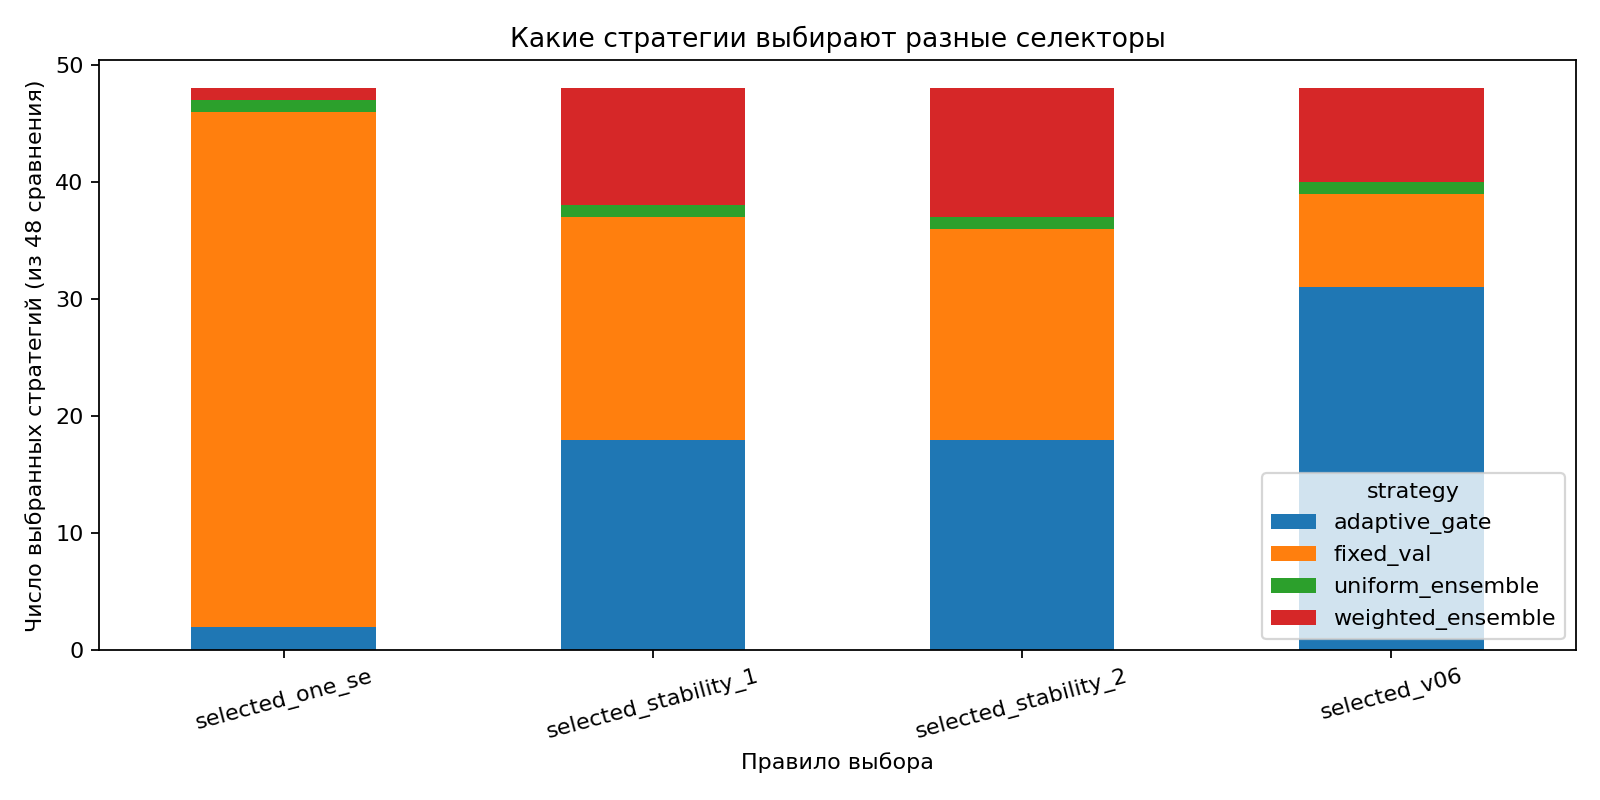 Какие стратегии выбирают разные селекторы
Число выбранных стратегий (из 48 сравнения)
50
40
30
20
10
0
strategy
adaptive_gate
fixed_val
uniform_ensemble
weighted_ensemble
selected_one_se
selected_stability_1
selected_stability_2
selected_v06
Правило выбора